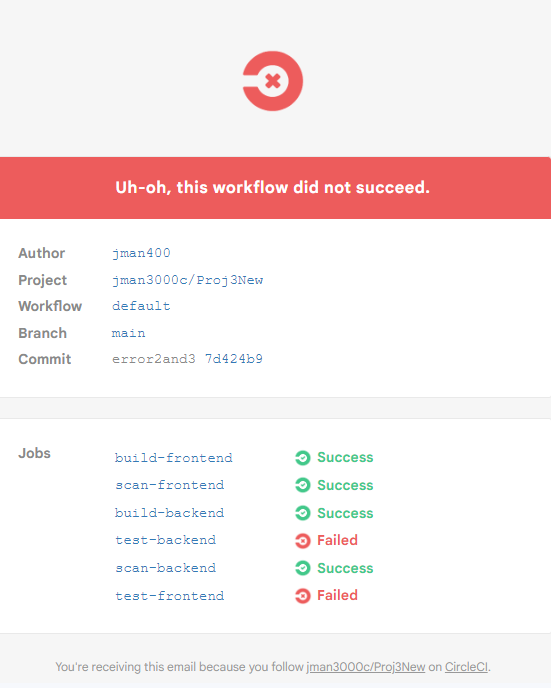 Uh-oh, this workflow did not succeed.
Author jman400
Project jman3000c/Proj3New
Workflow default
Branch main
Commit error2and3 7d424b9
Jobs build-frontend Success
scan-frontend Success
build-backend Success
test-backend Failed
scan-backend Success
test-frontend Failed
You're receiving this email because you follow jman3000c/Proj3New on CircleCI.